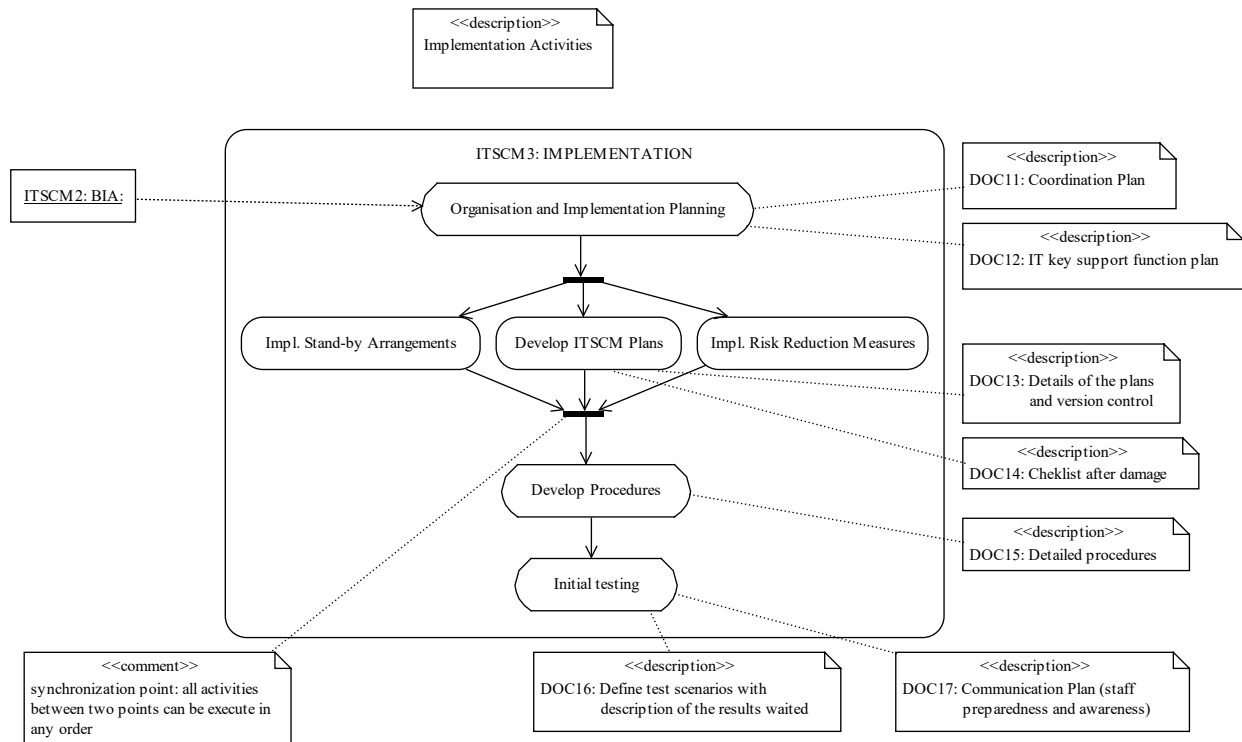 <<description>>
Implementation Activities
ITSCM3: IMPLEMENTATION
ITSCM2: BIA:
Organisation and Implementation Planning
<<description>>
DOC11: Coordination Plan
<<description>>
DOC12: IT key support function plan
Impl. Stand-by Arrangements
Develop ITSCM Plans
Impl. Risk Reduction Measures
<<description>>
DOC13: Details of the plans
and version control
<<description>>
DOC14: Cheklist after damage
Develop Procedures
<<description>>
DOC15: Detailed procedures
Initial testing
<<comment>>
synchronization point: all activities
between two points can be execute in
any order
<<description>>
DOC16: Define test scenarios with
description of the results waited
<<description>>
DOC17: Communication Plan (staff
preparedness and awareness)